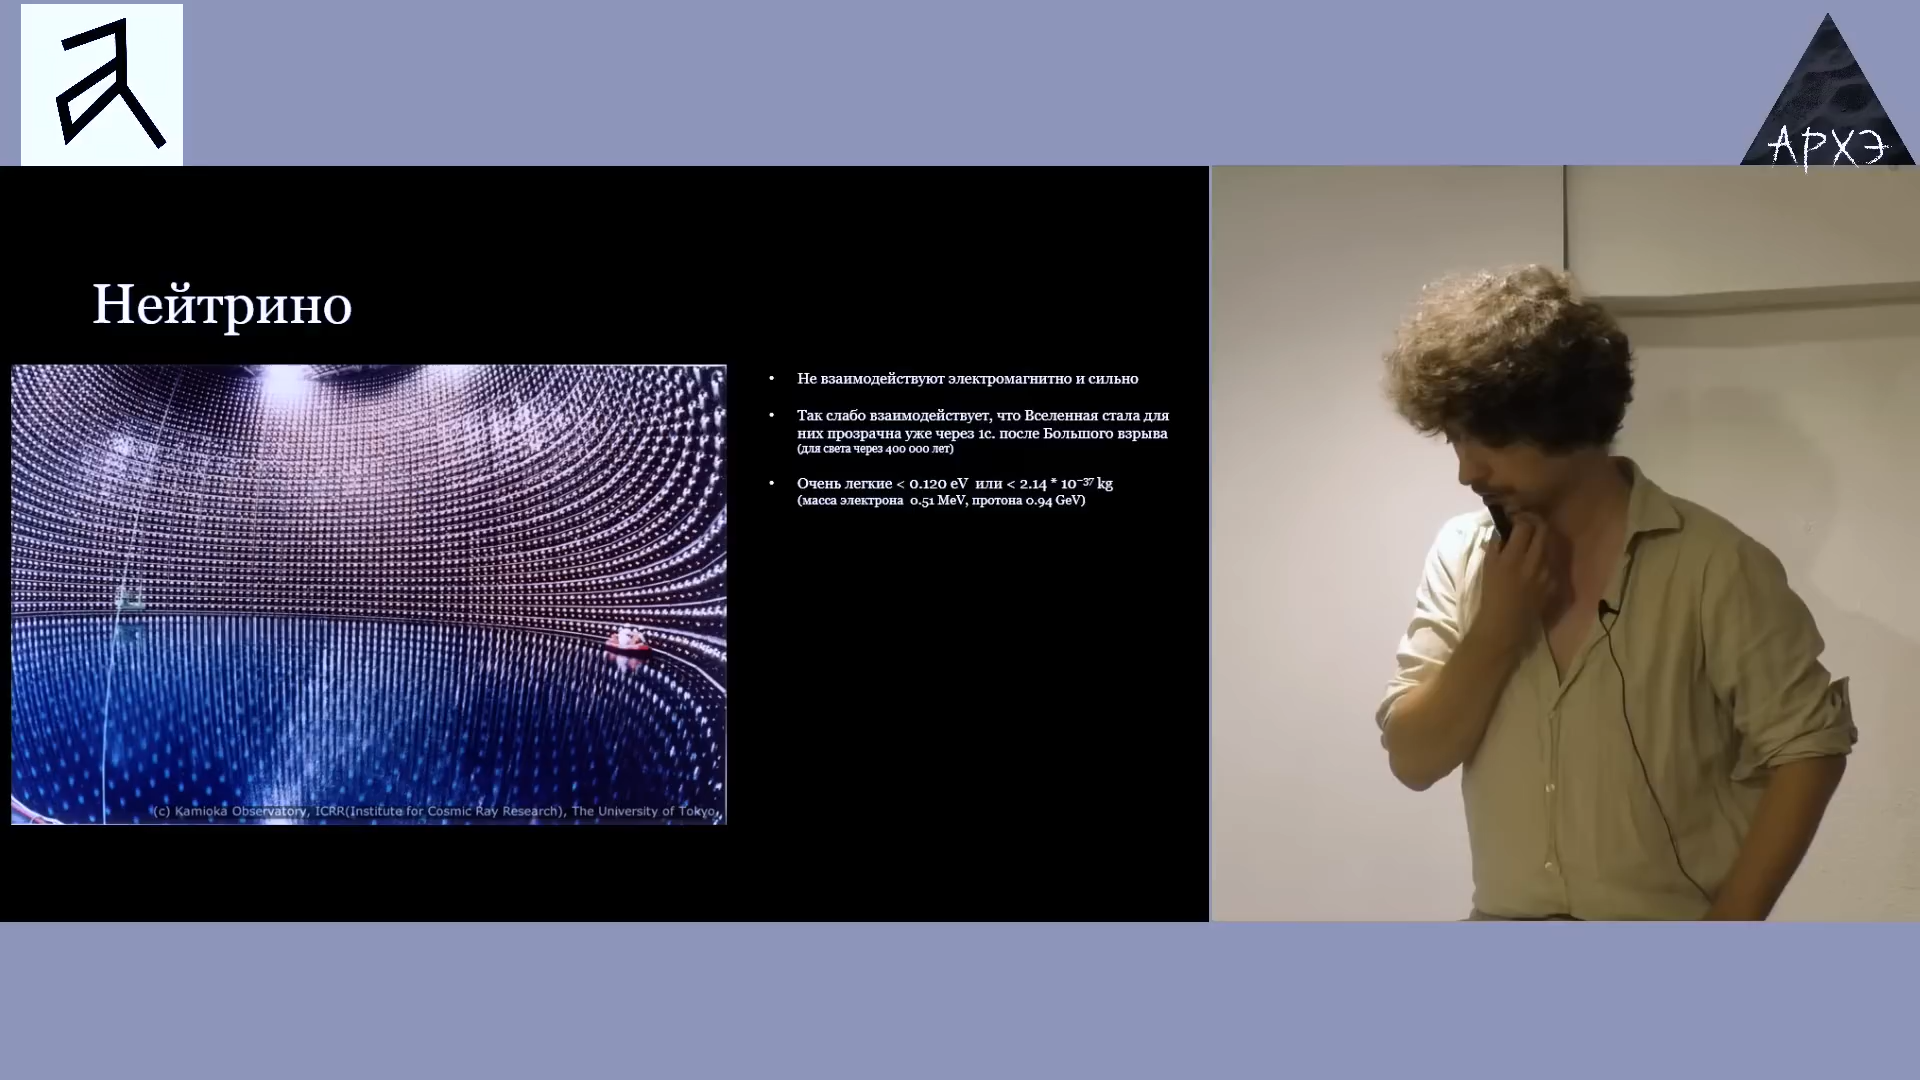 АРХЭ
Нейтрино
• Не взаимодействуют электромагнитно и сильно
• Так слабо взаимодействует, что Вселенная стала для
них прозрачна уже через 1с. после Большого взрыва
(для света через 400 000 лет)
• Очень легкие < 0.120 eV или < 2.14 * 10⁻³⁷ kg
(масса электрона 0.51 MeV, протона 0.94 GeV)
(c) Kamioka Observatory, ICRR(Institute for Cosmic Ray Research), The University of Tokyo